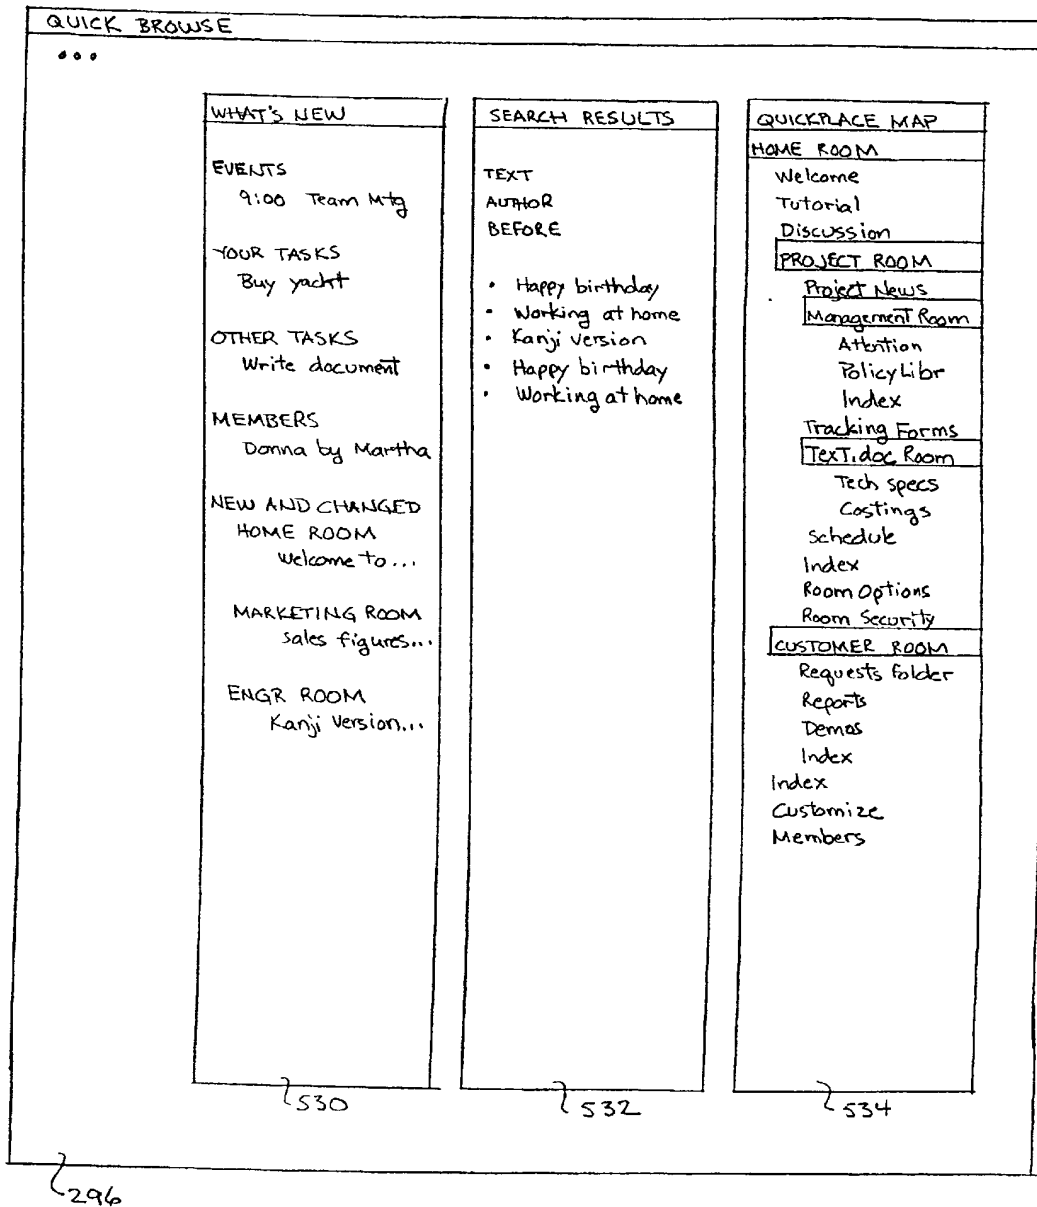 QUICK BROWSE
...
WHAT'S NEW
EVENTS
9:00 Team Mtg
YOUR TASKS
Buy yacht
OTHER TASKS
Write document
MEMBERS
Donna by Martha
NEW AND CHANGED
HOME ROOM
Welcome to...
MARKETING ROOM
Sales figures...
ENGR ROOM
Kanji Version...
530
SEARCH RESULTS
TEXT
AUTHOR
BEFORE
• Happy birthday
• Working at home
• Kanji version
• Happy birthday
• Working at home
532
QUICKPLACE MAP
HOME ROOM
Welcome
Tutorial
Discussion
PROJECT ROOM
Project News
Management Room
Attention
Policy Libr
Index
Tracking Forms
TexT.doc Room
Tech specs
Costings
Schedule
Index
Room Options
Room Security
CUSTOMER ROOM
Requests folder
Reports
Demos
Index
Index
Customize
Members
534
296